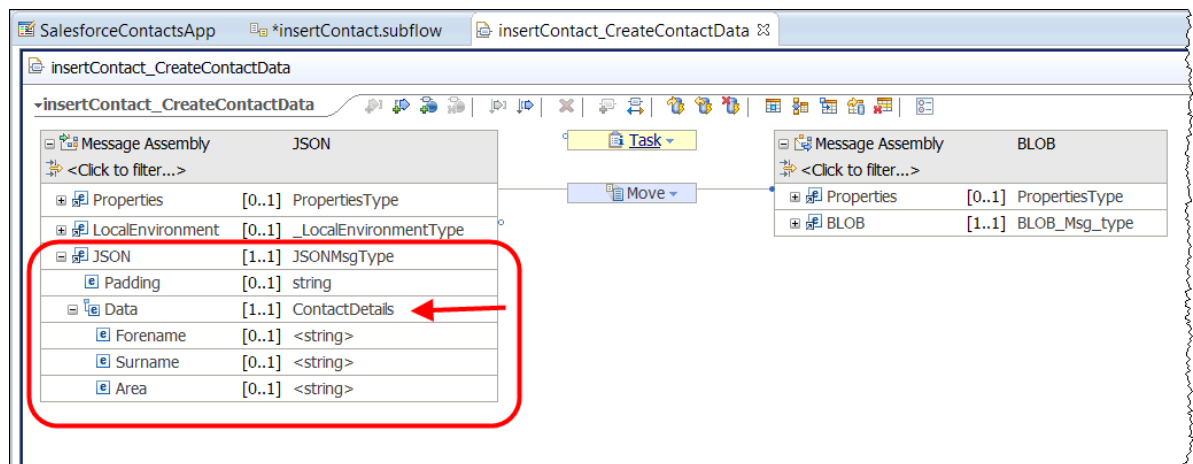 SalesforceContactsApp *insertContact.subflow insertContact_CreateContactData
insertContact_CreateContactData
insertContact_CreateContactData
Message Assembly JSON
<Click to filter...>
Properties [0..1] PropertiesType
LocalEnvironment [0..1] _LocalEnvironmentType
JSON [1..1] JSONMsgType
Padding [0..1] string
Data [1..1] ContactDetails
Forename [0..1] <string>
Surname [0..1] <string>
Area [0..1] <string>
Task
Move
Message Assembly BLOB
<Click to filter...>
Properties [0..1] PropertiesType
BLOB [1..1] BLOB_Msg_type